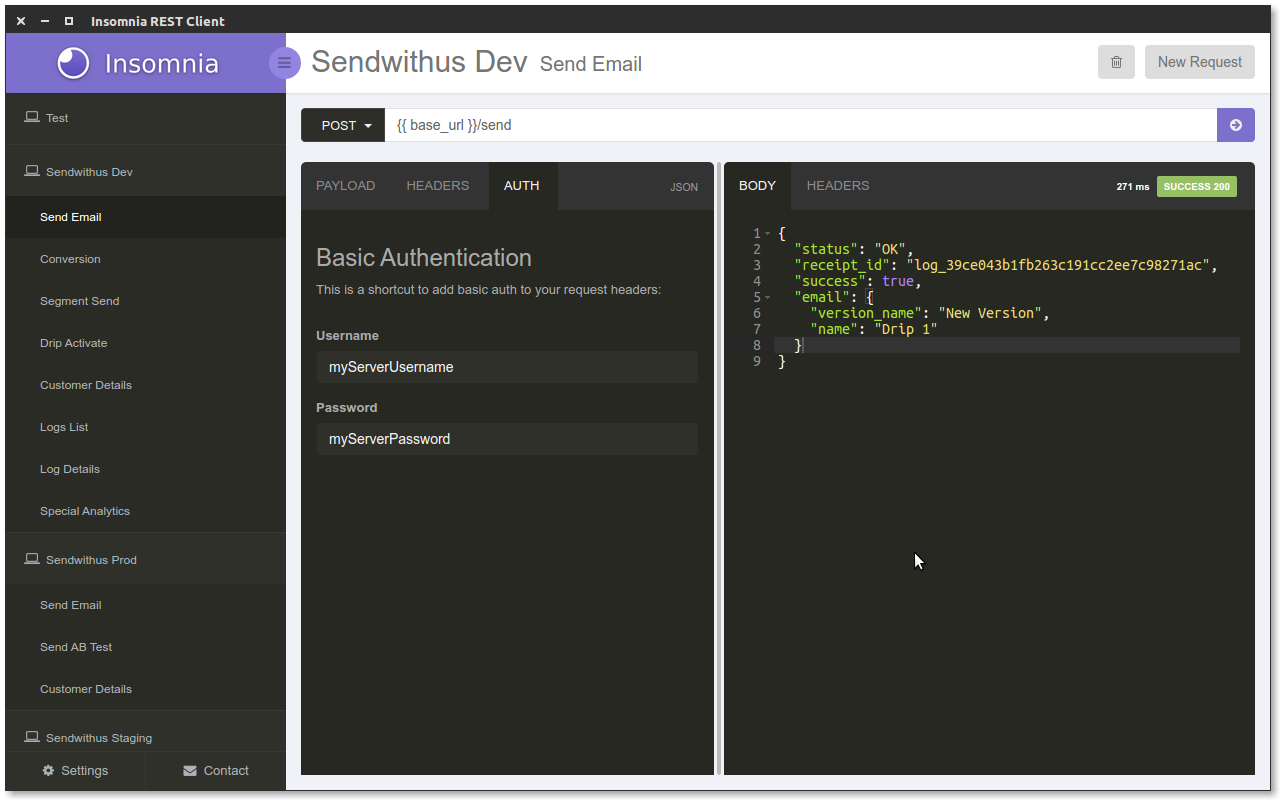 Insomnia REST Client
Insomnia
Sendwithus Dev Send Email
New Request
Test
Sendwithus Dev
Send Email
Conversion
Segment Send
Drip Activate
Customer Details
Logs List
Log Details
Special Analytics
Sendwithus Prod
Send Email
Send AB Test
Customer Details
Sendwithus Staging
Settings
Contact
POST
{{ base_url }}/send
PAYLOAD HEADERS AUTH JSON
Basic Authentication
This is a shortcut to add basic auth to your request headers:
Username
myServerUsername
Password
myServerPassword
BODY HEADERS 271 ms SUCCESS 200
1 {
2 "status": "OK",
3 "receipt_id": "log_39ce043b1fb263c191cc2ee7c98271ac",
4 "success": true,
5 "email": {
6 "version_name": "New Version",
7 "name": "Drip 1"
8 }
9 }